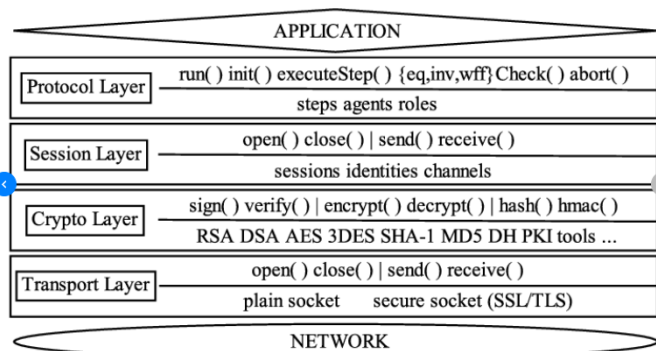 APPLICATION
run( ) init( ) executeStep( ) {eq,inv,wff}Check( ) abort( )
Protocol Layer
steps agents roles
open( ) close( ) | send( ) receive( )
Session Layer
sessions identities channels
sign( ) verify( ) | encrypt( ) decrypt( ) | hash( ) hmac( )
Crypto Layer
RSA DSA AES 3DES SHA-1 MD5 DH PKI tools ...
open( ) close( ) | send( ) receive( )
Transport Layer
plain socket secure socket (SSL/TLS)
NETWORK